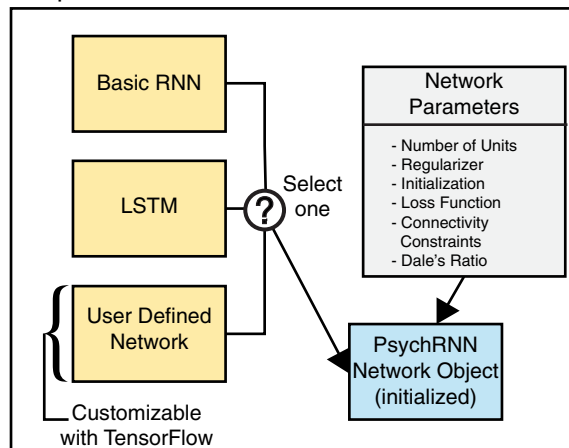 Basic RNN
LSTM
User Defined
Network
Customizable
with TensorFlow
?
Select
one
Network
Parameters
- Number of Units
- Regularizer
- Initialization
- Loss Function
- Connectivity
Constraints
- Dale's Ratio
PsychRNN
Network Object
(initialized)